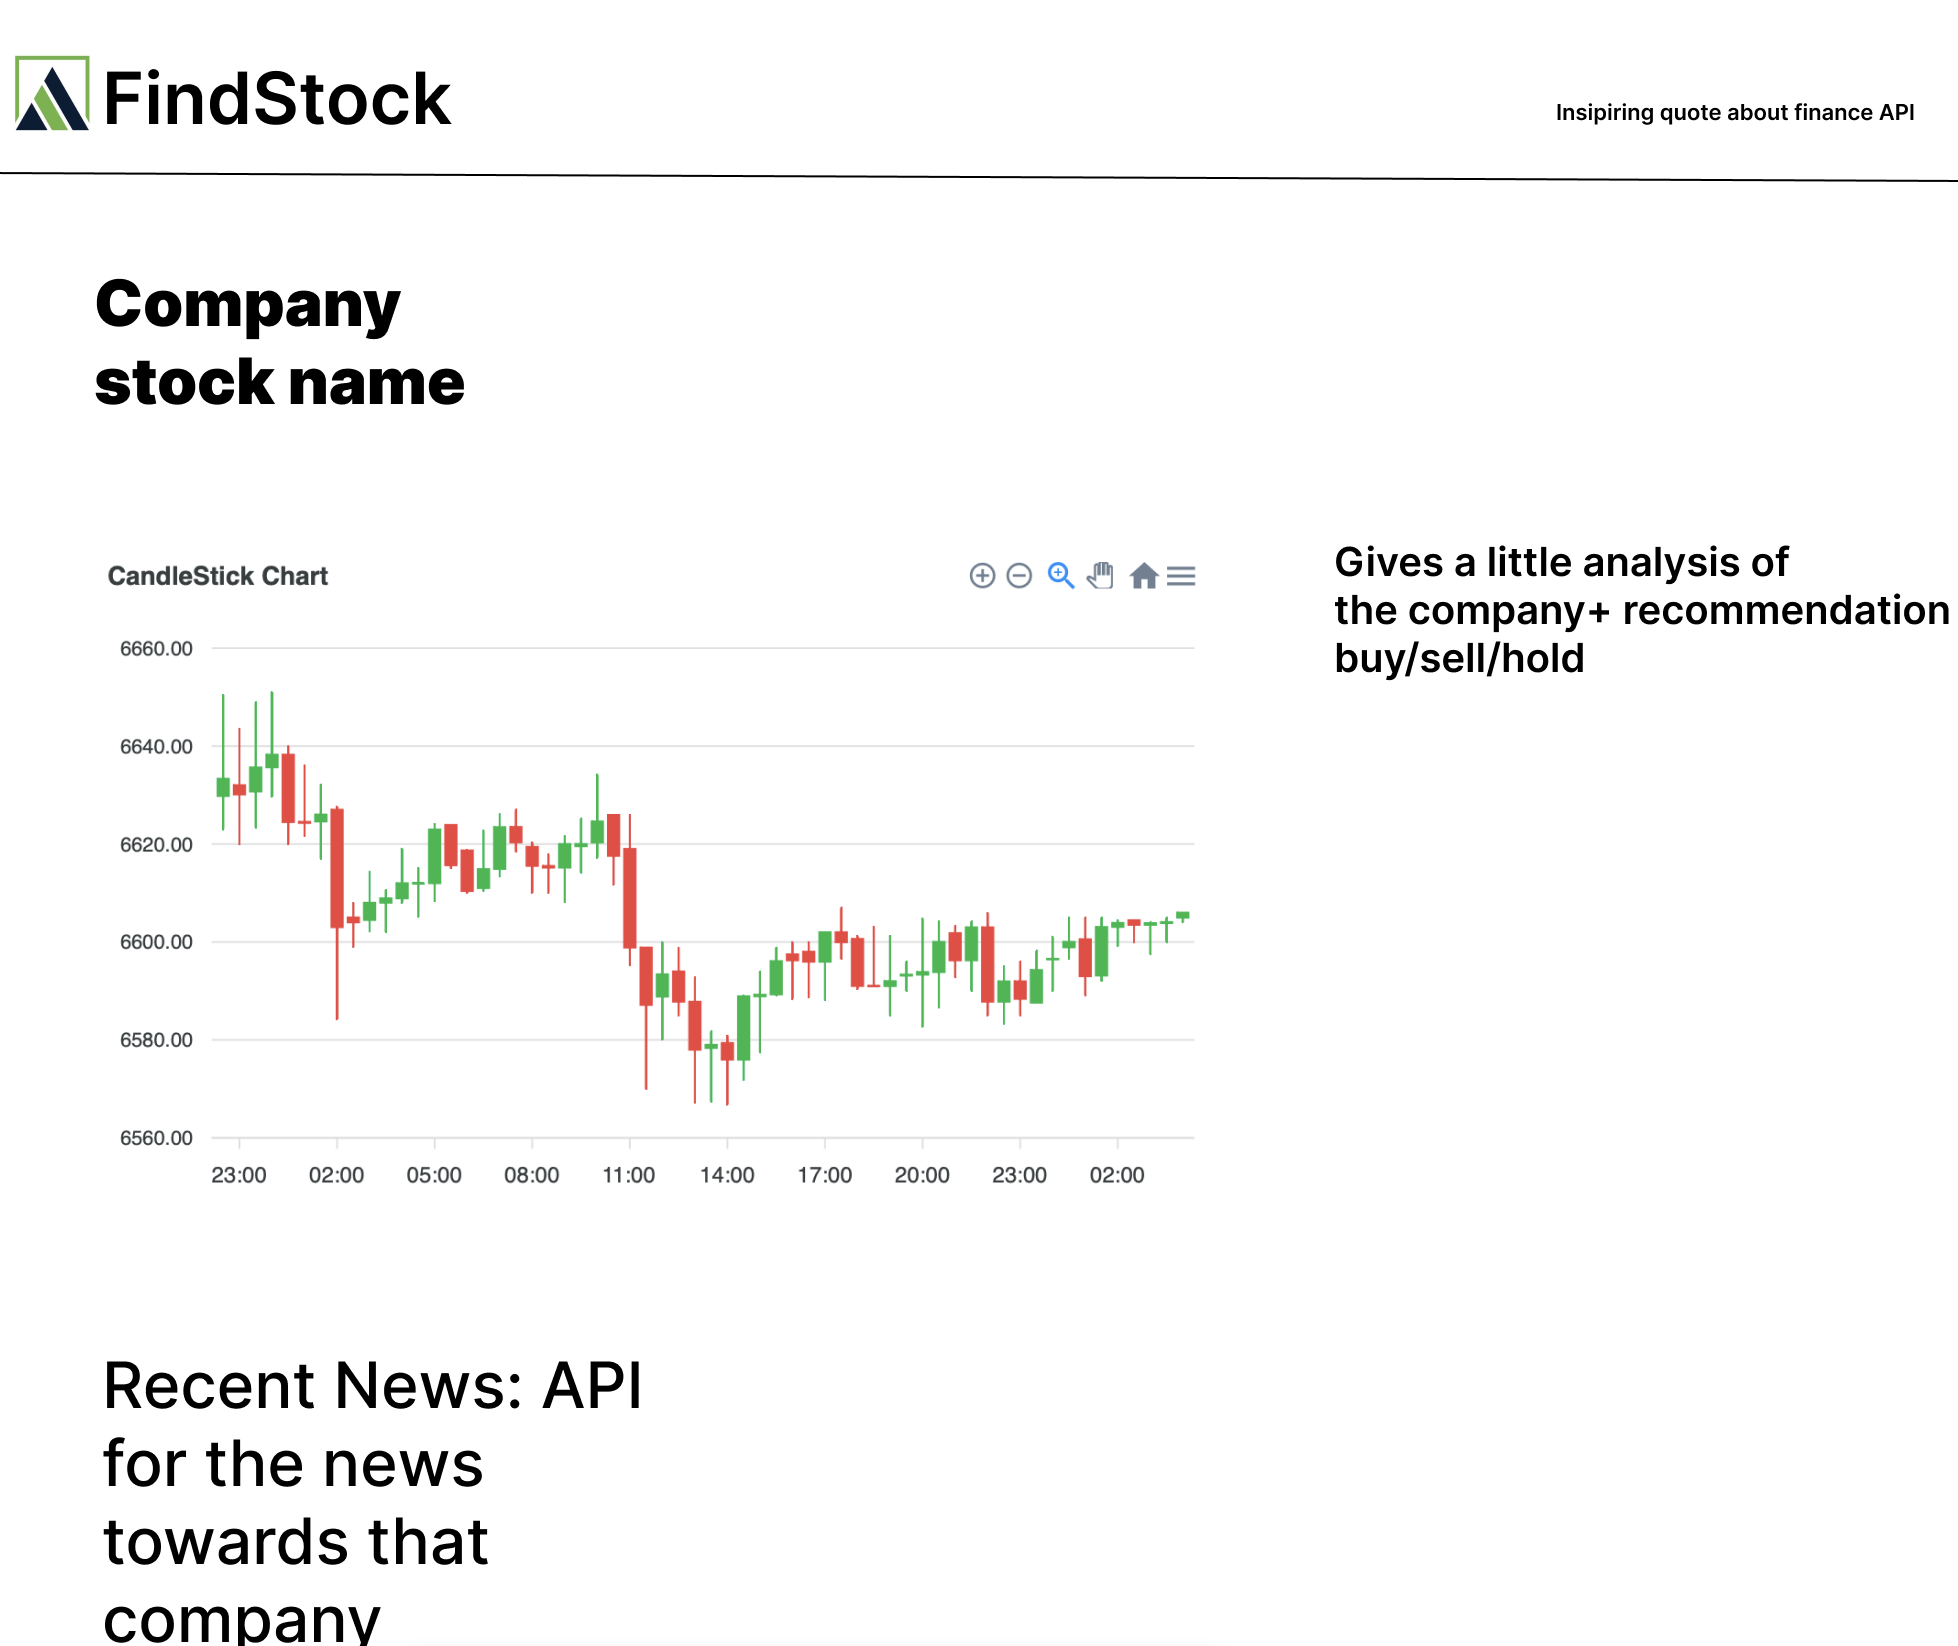 FindStock
Insipiring quote about finance API
Company
stock name
CandleStick Chart
Gives a little analysis of
the company+ recommendation
buy/sell/hold
6660.00
6640.00
6620.00
6600.00
6580.00
6560.00
23:00 02:00 05:00 08:00 11:00 14:00 17:00 20:00 23:00 02:00
Recent News: API
for the news
towards that
company